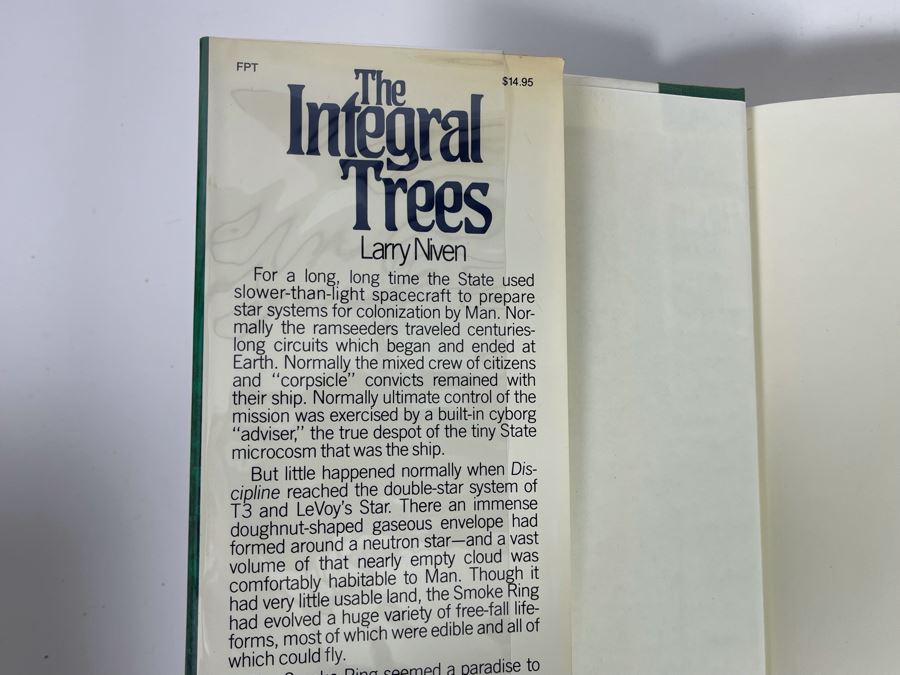 FPT
$14.95
The
Integral
Trees
Larry Niven
For a long, long time the State used
slower-than-light spacecraft to prepare
star systems for colonization by Man. Nor-
mally the ramseeders traveled centuries-
long circuits which began and ended at
Earth. Normally the mixed crew of citizens
and “corpsicle” convicts remained with
their ship. Normally ultimate control of the
mission was exercised by a built-in cyborg
“adviser,” the true despot of the tiny State
microcosm that was the ship.
But little happened normally when Dis-
cipline reached the double-star system of
T3 and LeVoy's Star. There an immense
doughnut-shaped gaseous envelope had
formed around a neutron star—and a vast
volume of that nearly empty cloud was
comfortably habitable to Man. Though it
had very little usable land, the Smoke Ring
had evolved a huge variety of free-fall life-
forms, most of which were edible and all of
which could fly.
Ring seemed a paradise to